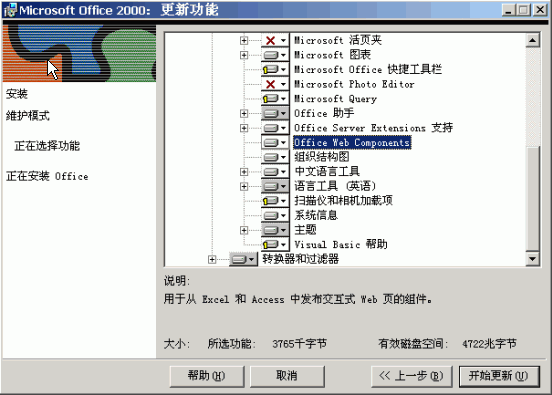 Microsoft Office 2000: 更新功能
安装
维护模式
正在选择功能
正在安装 Office
Microsoft 活页夹
Microsoft 图表
Microsoft Office 快捷工具栏
Microsoft Photo Editor
Microsoft Query
Office 助手
Office Server Extensions 支持
Office Web Components
组织结构图
中文语言工具
语言工具 (英语)
扫描仪和相机加载项
系统信息
主题
Visual Basic 帮助
转换器和过滤器
说明:
用于从 Excel 和 Access 中发布交互式 Web 页的组件。
大小: 所选功能: 3765千字节 有效磁盘空间: 4722兆字节
帮助(H) 取消 << 上一步(B) 开始更新(U)